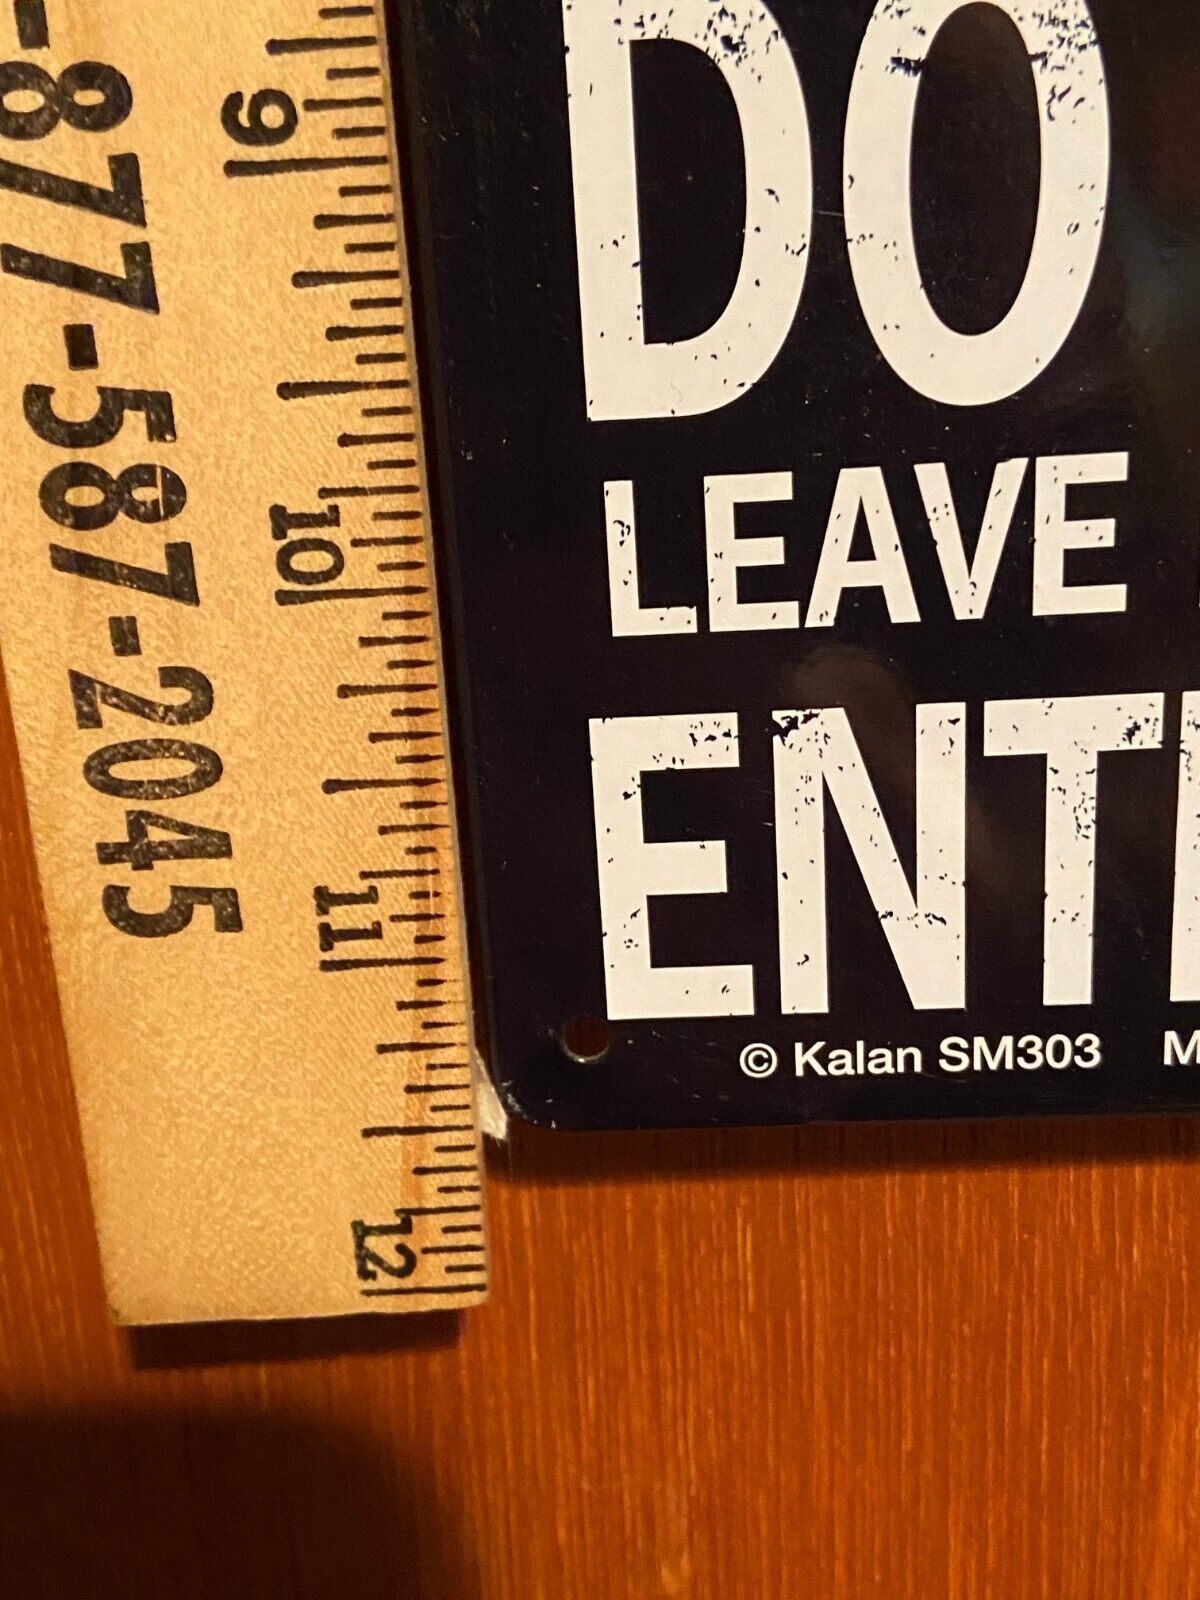 -877-587-2045
9
10
11
12
DO
LEAVE
ENT
© Kalan SM303 M